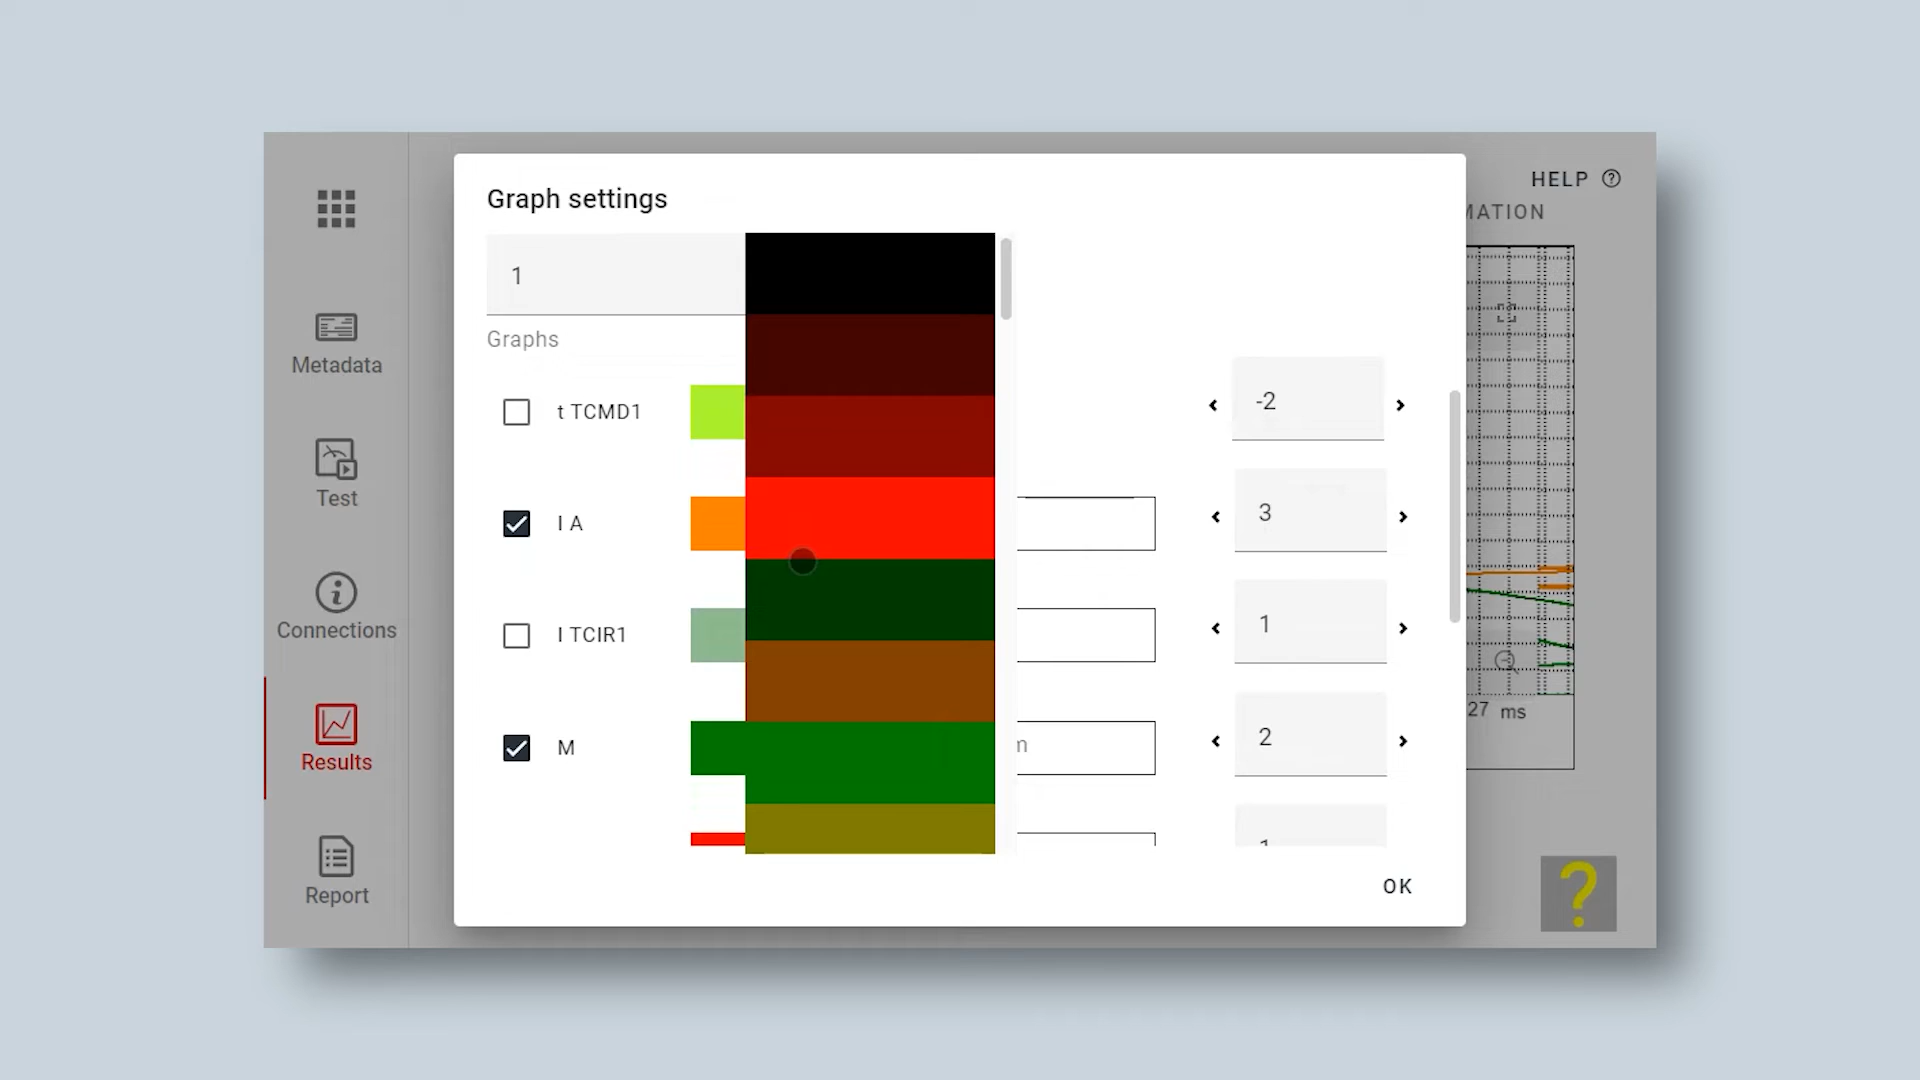 HELP
MATION
Graph settings
1
Graphs
Metadata
t TCMD1
-2
Test
I A
3
Connections
I TCIR1
1
Results
M
m
2
27 ms
Report
OK
?